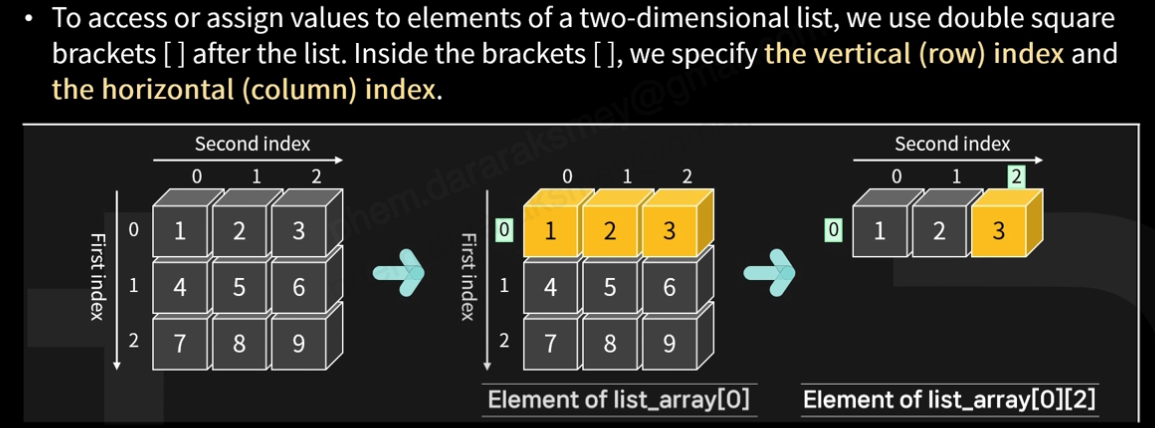 • To access or assign values to elements of a two-dimensional list, we use double square
brackets [ ] after the list. Inside the brackets [ ], we specify the vertical (row) index and
the horizontal (column) index.
Second index
0 1 2
First index
0 1 2 3
1 4 5 6
2 7 8 9
0 1 2
First index
0 1 2 3
1 4 5 6
2 7 8 9
Element of list_array[0]
Second index
0 1 2
0 1 2 3
Element of list_array[0][2]